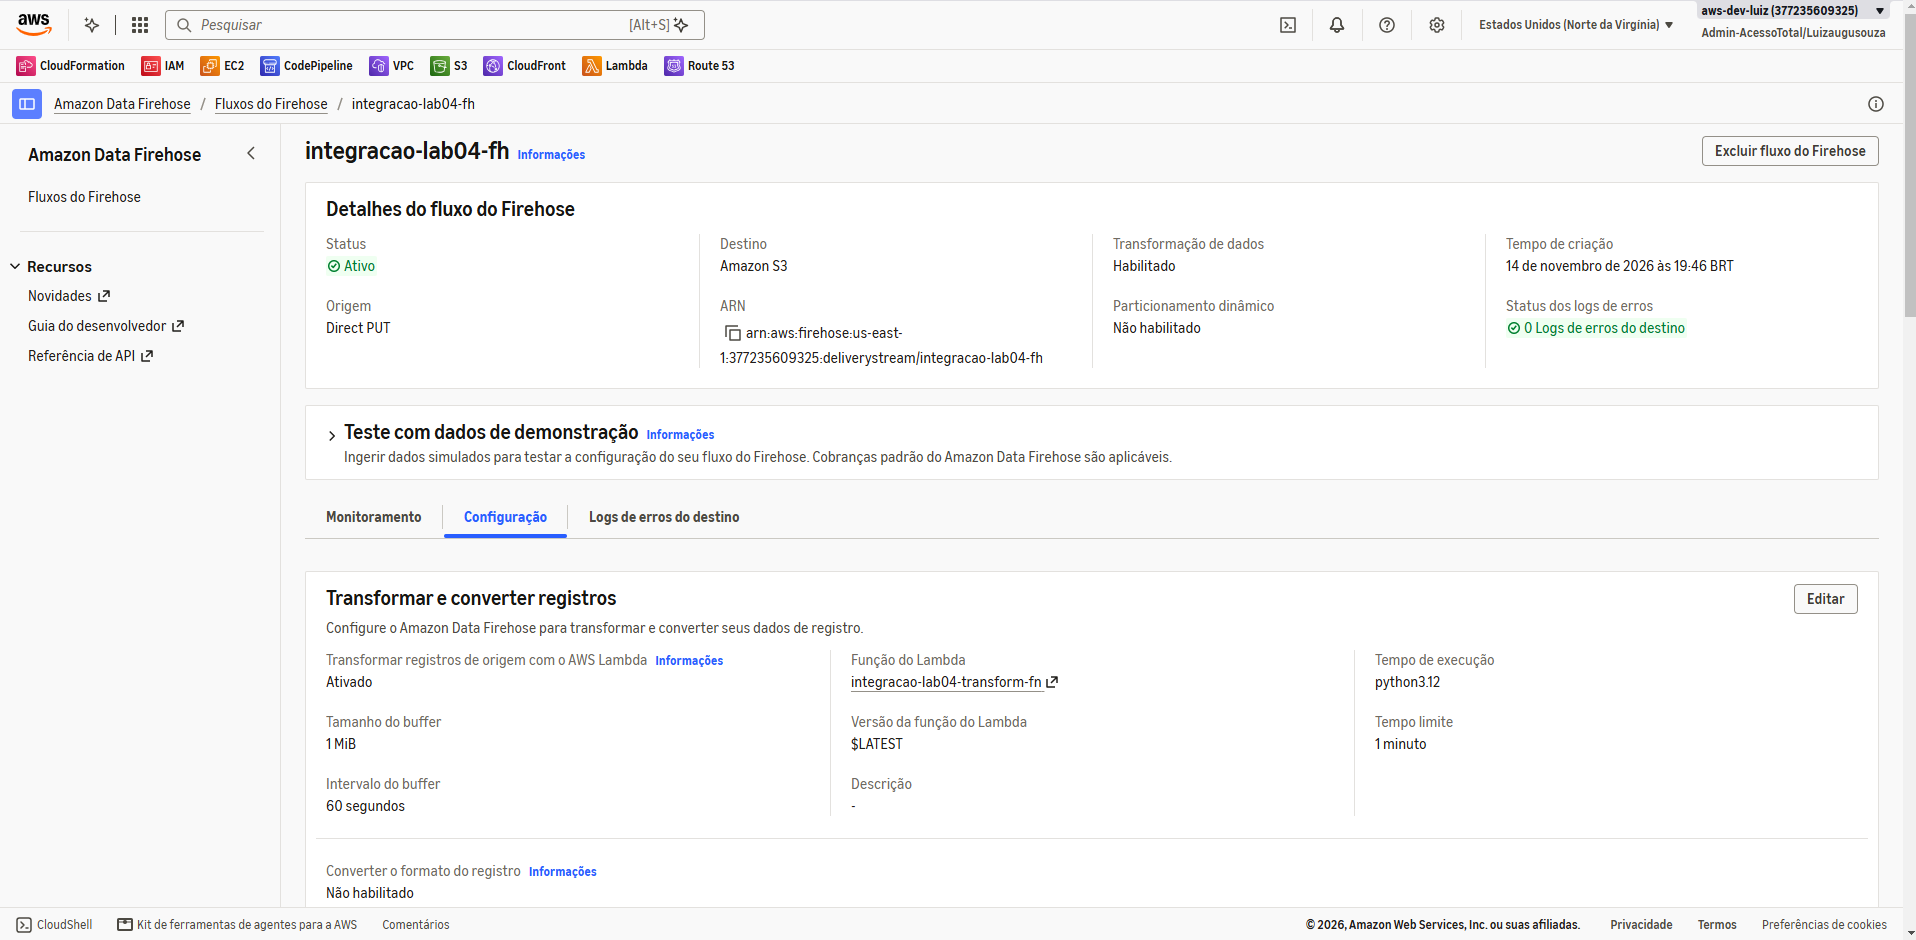 aws
Pesquisar [Alt+S]
Estados Unidos (Norte da Virgínia)
aws-dev-luiz (377235609325)
Admin-AcessoTotal/Luizaugusouza
CloudFormation IAM EC2 CodePipeline VPC S3 CloudFront Lambda Route 53
Amazon Data Firehose / Fluxos do Firehose / integracao-lab04-fh
Amazon Data Firehose
Fluxos do Firehose
Recursos
Novidades
Guia do desenvolvedor
Referência de API
integracao-lab04-fh Informações
Excluir fluxo do Firehose
Detalhes do fluxo do Firehose
Status
Ativo
Origem
Direct PUT
Destino
Amazon S3
ARN
arn:aws:firehose:us-east-
1:377235609325:deliverystream/integracao-lab04-fh
Transformação de dados
Habilitado
Particionamento dinâmico
Não habilitado
Tempo de criação
14 de novembro de 2026 às 19:46 BRT
Status dos logs de erros
0 Logs de erros do destino
Teste com dados de demonstração Informações
Ingerir dados simulados para testar a configuração do seu fluxo do Firehose. Cobranças padrão do Amazon Data Firehose são aplicáveis.
Monitoramento Configuração Logs de erros do destino
Transformar e converter registros
Editar
Configure o Amazon Data Firehose para transformar e converter seus dados de registro.
Transformar registros de origem com o AWS Lambda Informações
Ativado
Tamanho do buffer
1 MiB
Intervalo do buffer
60 segundos
Função do Lambda
integracao-lab04-transform-fn
Versão da função do Lambda
$LATEST
Descrição
-
Tempo de execução
python3.12
Tempo limite
1 minuto
Converter o formato do registro Informações
Não habilitado
CloudShell Kit de ferramentas de agentes para a AWS Comentários
© 2026, Amazon Web Services, Inc. ou suas afiliadas. Privacidade Termos Preferências de cookies